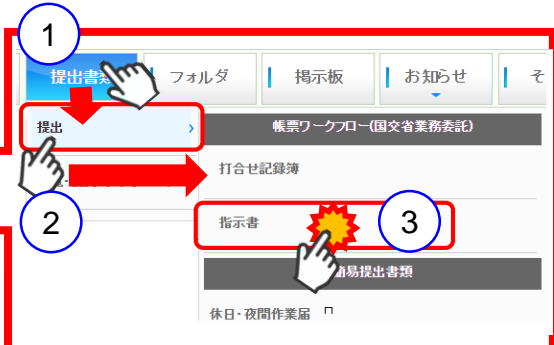 ①
提出書類 フォルダ 掲示板 お知らせ そ
提出 >
帳票ワークフロー(国交省業務委託)
打合せ記録簿
②
指示書
③
簡易提出書類
休日・夜間作業届